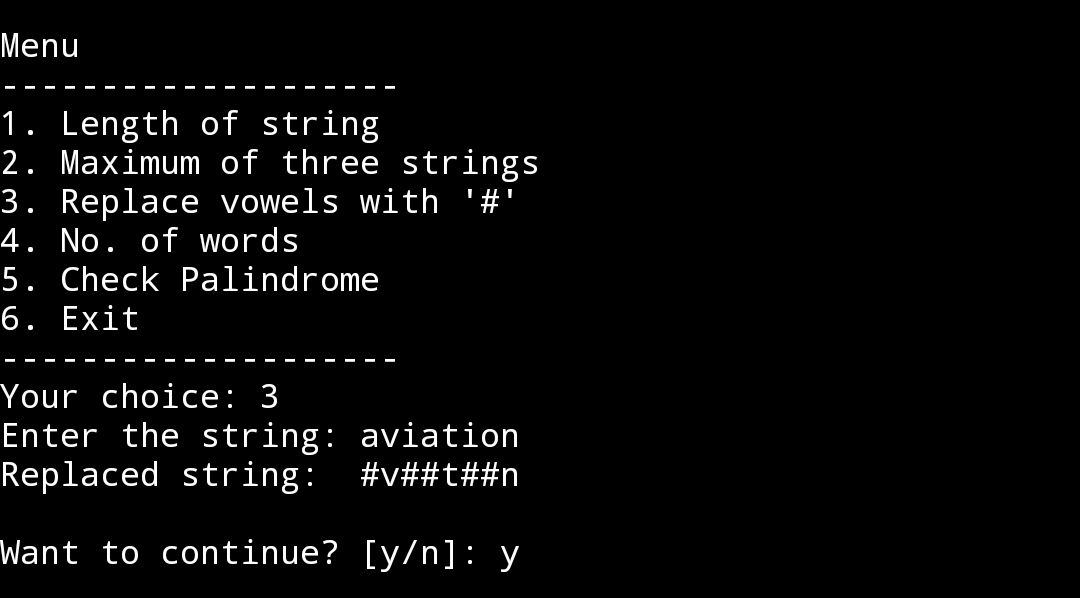 Menu
--------------------
1. Length of string
2. Maximum of three strings
3. Replace vowels with '#'
4. No. of words
5. Check Palindrome
6. Exit
--------------------
Your choice: 3
Enter the string: aviation
Replaced string:  #v##t##n
Want to continue? [y/n]: y